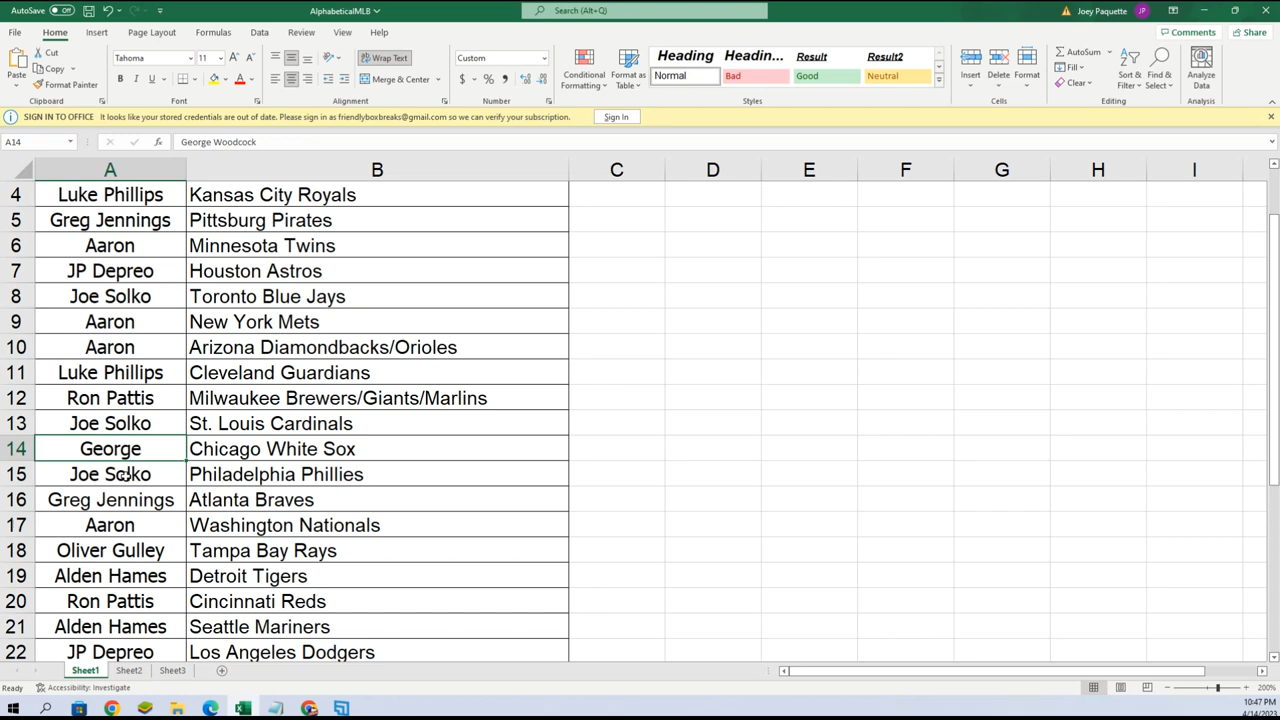 AutoSave Off AlphabeticalMLB Search (Alt+Q) Joey Paquette JP
File Home Insert Page Layout Formulas Data Review View Help Comments Share
Paste Cut Copy Format Painter Clipboard
Tahoma 11 Font
Wrap Text Merge & Center Alignment
Custom Number
Conditional Formatting Format as Table
Heading Headin... Result Result2
Normal Bad Good Neutral
Styles
Insert Delete Format Cells
AutoSum Fill Clear Sort & Filter Find & Select Editing
Analyze Data Analysis
SIGN IN TO OFFICE It looks like your stored credentials are out of date. Please sign in as friendlyboxbreaks@gmail.com so we can verify your subscription. Sign In
A14 fx George Woodcock
A B C D E F G H I
4 Luke Phillips Kansas City Royals
5 Greg Jennings Pittsburg Pirates
6 Aaron Minnesota Twins
7 JP Depreo Houston Astros
8 Joe Solko Toronto Blue Jays
9 Aaron New York Mets
10 Aaron Arizona Diamondbacks/Orioles
11 Luke Phillips Cleveland Guardians
12 Ron Pattis Milwaukee Brewers/Giants/Marlins
13 Joe Solko St. Louis Cardinals
14 George Chicago White Sox
15 Joe Solko Philadelphia Phillies
16 Greg Jennings Atlanta Braves
17 Aaron Washington Nationals
18 Oliver Gulley Tampa Bay Rays
19 Alden Hames Detroit Tigers
20 Ron Pattis Cincinnati Reds
21 Alden Hames Seattle Mariners
22 JP Depreo Los Angeles Dodgers
Sheet1 Sheet2 Sheet3
Ready Accessibility: Investigate 200%
10:47 PM
4/14/2023